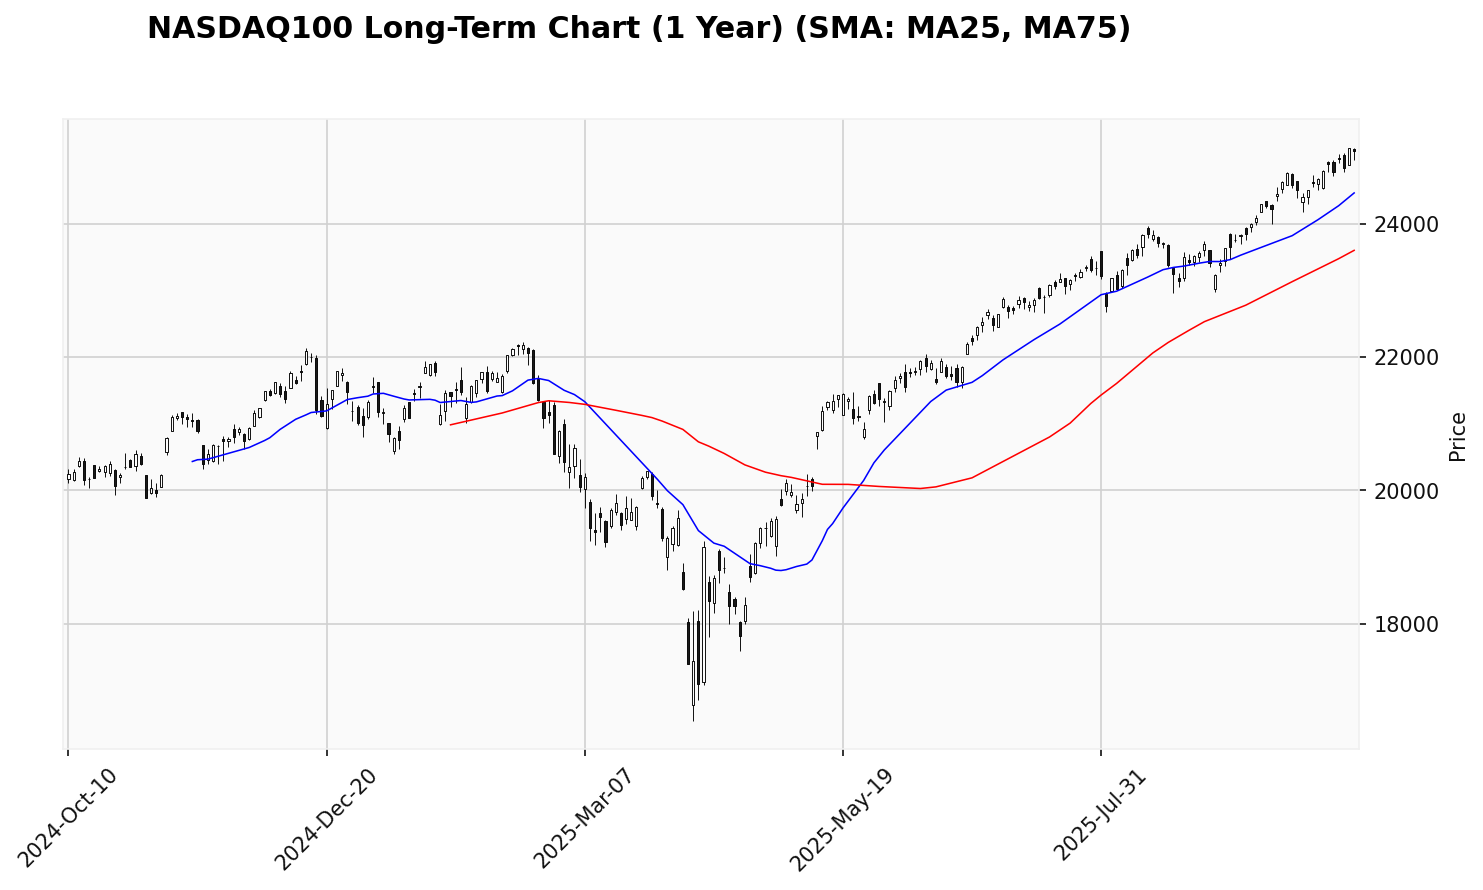 NASDAQ100 Long-Term Chart (1 Year) (SMA: MA25, MA75)
24000
22000
20000
18000
Price
2024-Oct-10
2024-Dec-20
2025-Mar-07
2025-May-19
2025-Jul-31